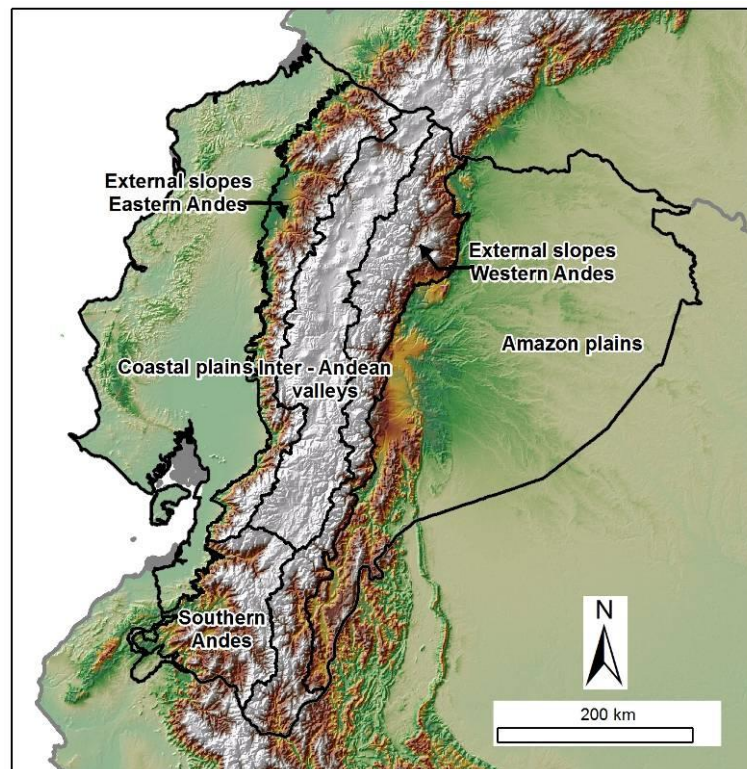 External slopes
Eastern Andes
External slopes
Western Andes
Amazon plains
Coastal plains
Inter - Andean
valleys
Southern
Andes
N
200 km